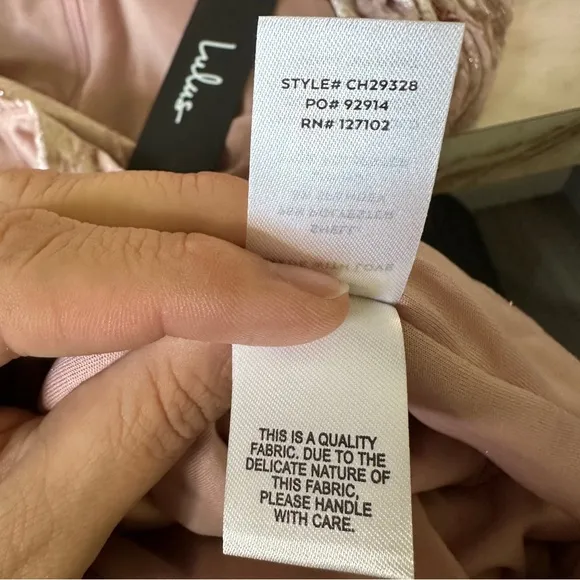 lulus
STYLE# CH29328
PO# 92914
RN# 127102
THIS IS A QUALITY
FABRIC. DUE TO THE
DELICATE NATURE OF
THIS FABRIC,
PLEASE HANDLE
WITH CARE.